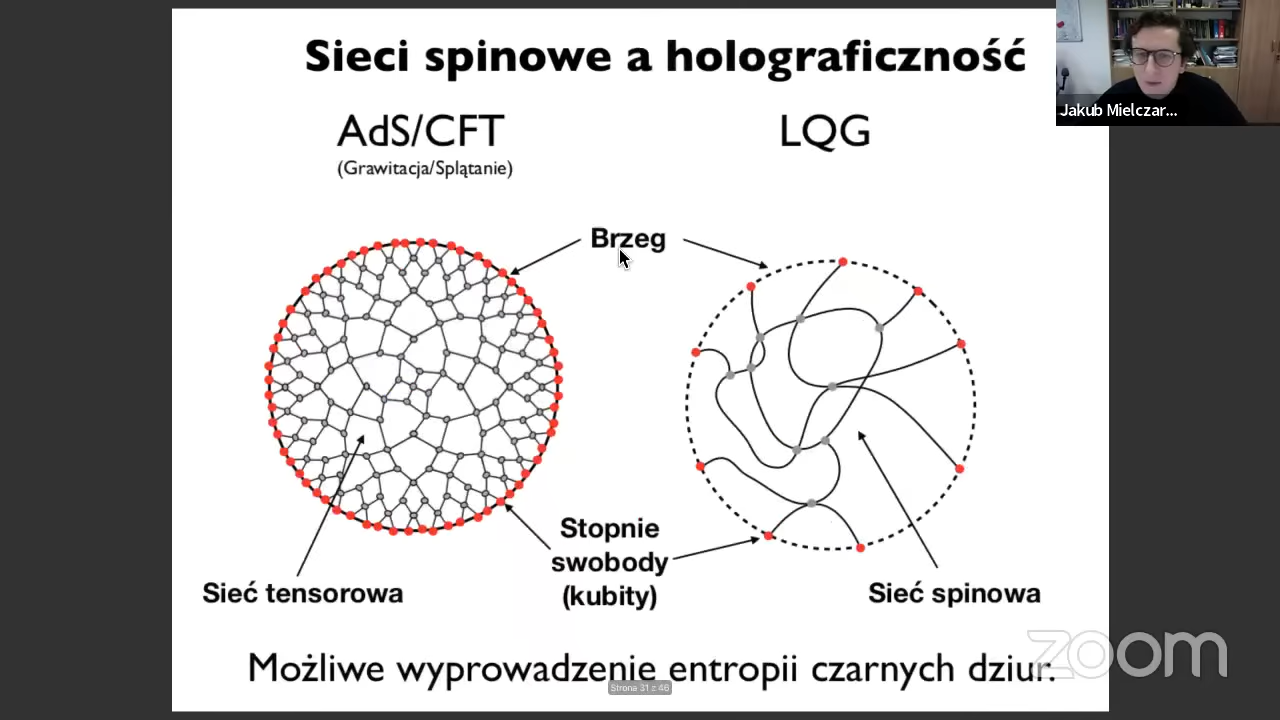 Sieci spinowe a holograficzność
Jakub Mielczar...
AdS/CFT
(Grawitacja/Splątanie)
LQG
Brzeg
Stopnie
swobody
(kubity)
Sieć tensorowa
Sieć spinowa
Możliwe wyprowadzenie entropii czarnych dziur.
Strona 31 z 46
zoom